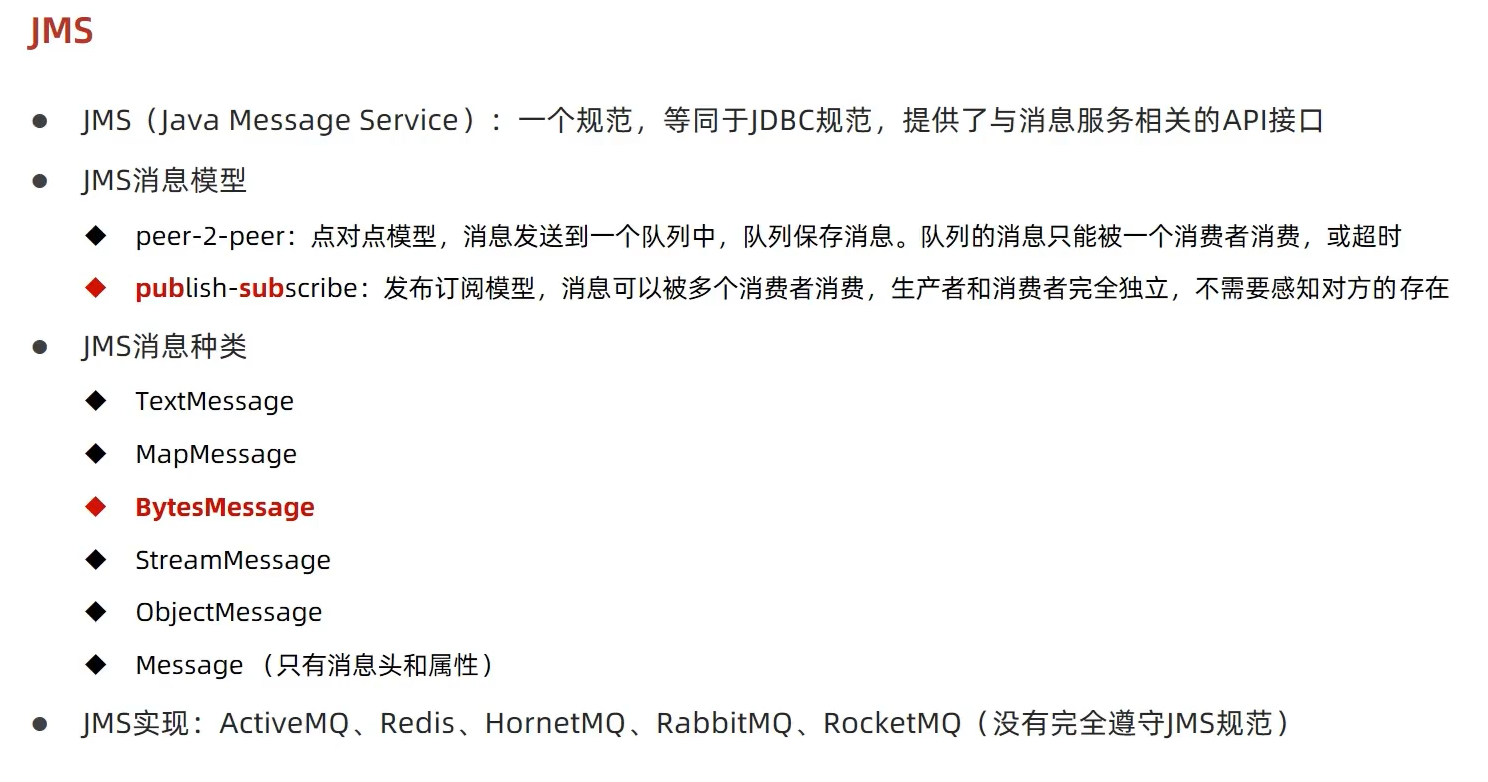 JMS
● JMS（Java Message Service）：一个规范，等同于JDBC规范，提供了与消息服务相关的API接口
● JMS消息模型
◆ peer-2-peer：点对点模型，消息发送到一个队列中，队列保存消息。队列的消息只能被一个消费者消费，或超时
◆ publish-subscribe：发布订阅模型，消息可以被多个消费者消费，生产者和消费者完全独立，不需要感知对方的存在
● JMS消息种类
◆ TextMessage
◆ MapMessage
◆ BytesMessage
◆ StreamMessage
◆ ObjectMessage
◆ Message （只有消息头和属性）
● JMS实现：ActiveMQ、Redis、HornetMQ、RabbitMQ、RocketMQ（没有完全遵守JMS规范）